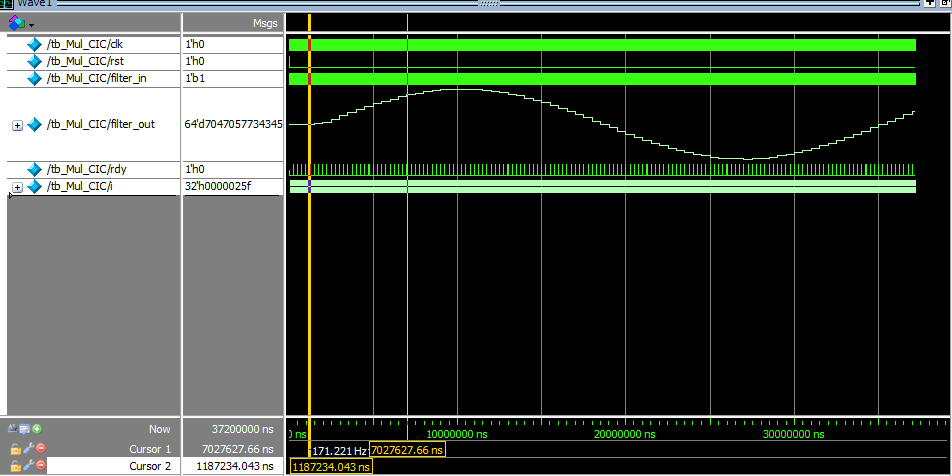 Wave1
Msgs
/tb_Mul_CIC/clk 1'h0
/tb_Mul_CIC/rst 1'h0
/tb_Mul_CIC/filter_in 1'b1
/tb_Mul_CIC/filter_out 64'd7047057734345
/tb_Mul_CIC/rdy 1'h0
/tb_Mul_CIC/i 32'h0000025f
Now 37200000 ns ns 10000000 ns 20000000 ns 30000000 ns
Cursor 1 7027627.66 ns 171.221 Hz 7027627.66 ns
Cursor 2 1187234.043 ns 1187234.043 ns